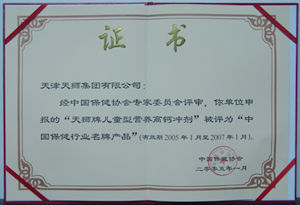 证书
天津天狮集团有限公司：
经中国保健协会专家委员会评审，你单位申
报的“天狮牌儿童型营养高钙冲剂”被评为“中
国保健行业名牌产品”（有效期2005年1月至2007年1月）。
中国保健协会
二〇〇五年一月